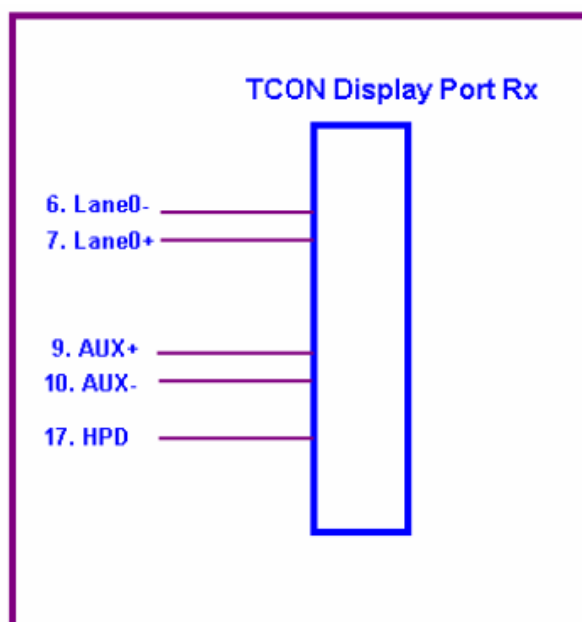 TCON Display Port Rx
6. Lane0-
7. Lane0+
9. AUX+
10. AUX-
17. HPD